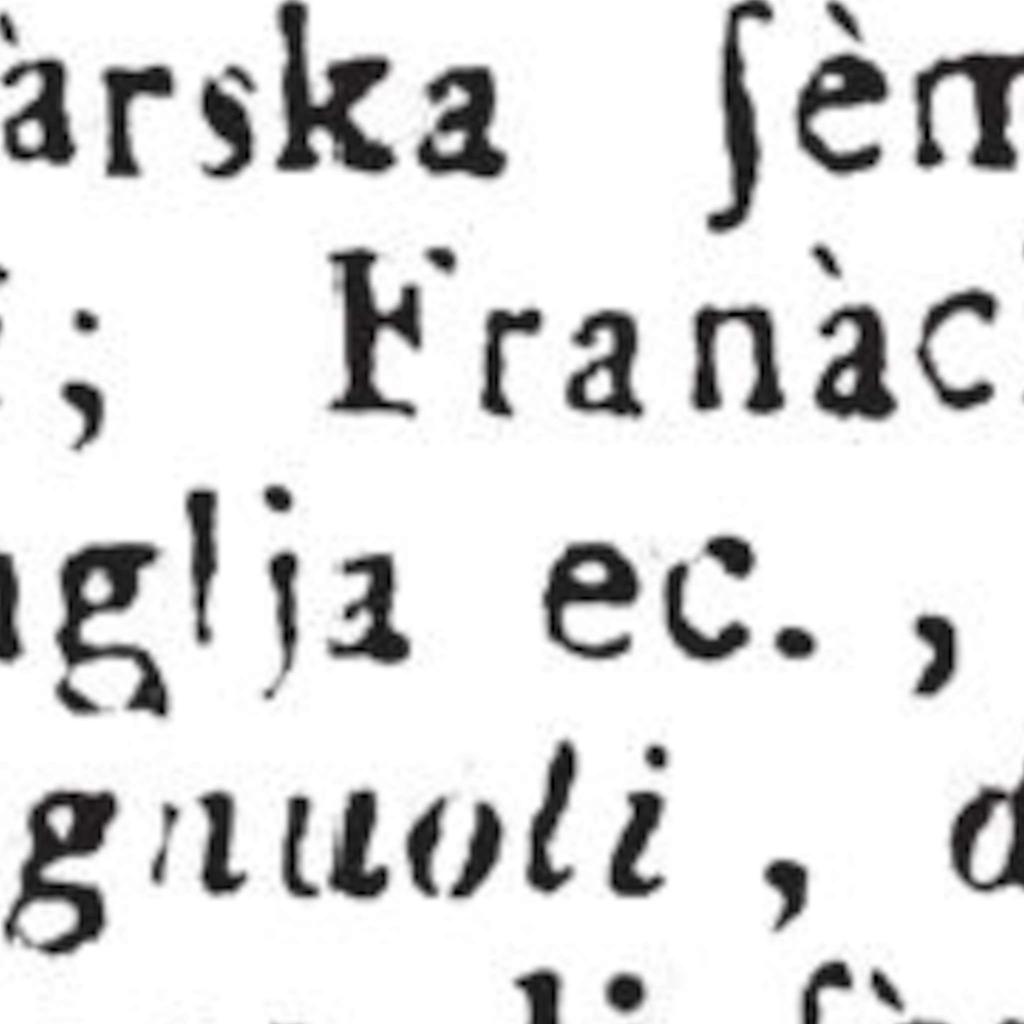 àrska ſèm
; Franàc
glja ec. ,
gnuoli ,